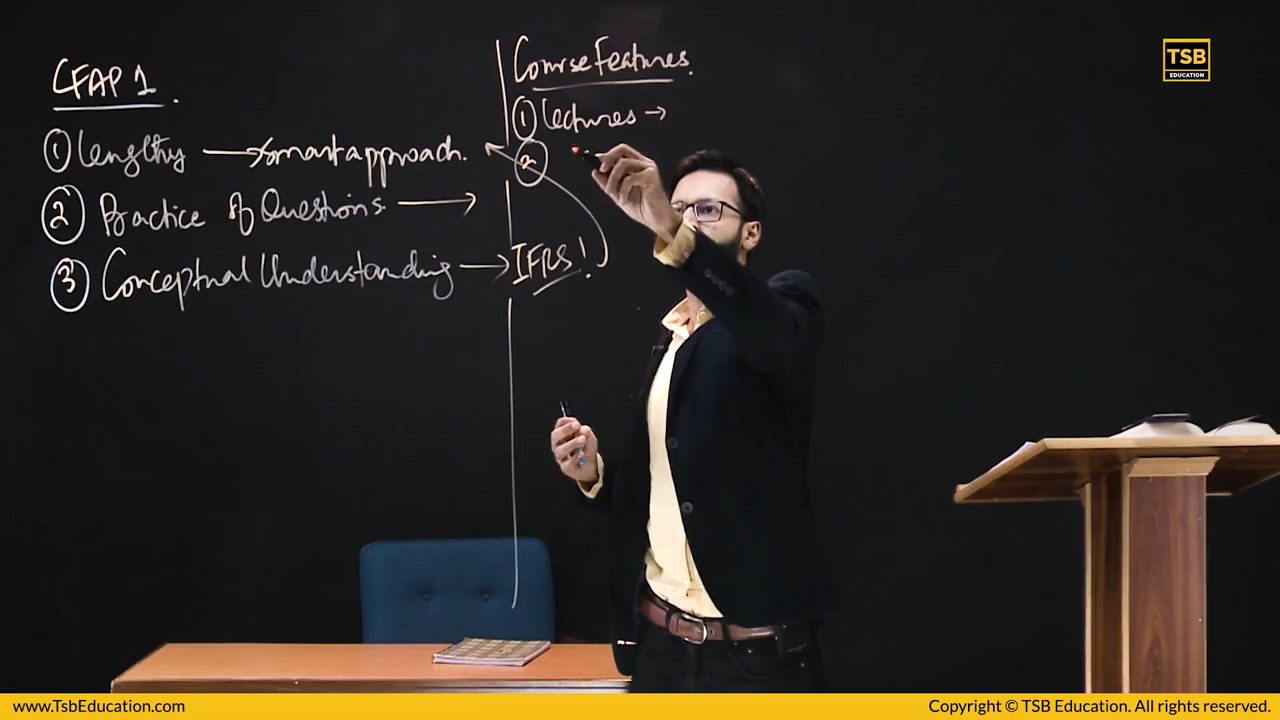 CFAP 1.
① Lengthy → smart approach.
② Practice of Questions. →
③ Conceptual Understanding → IFRS!
Course Features.
① Lectures →
②
TSB
EDUCATION
www.TsbEducation.com
Copyright © TSB Education. All rights reserved.